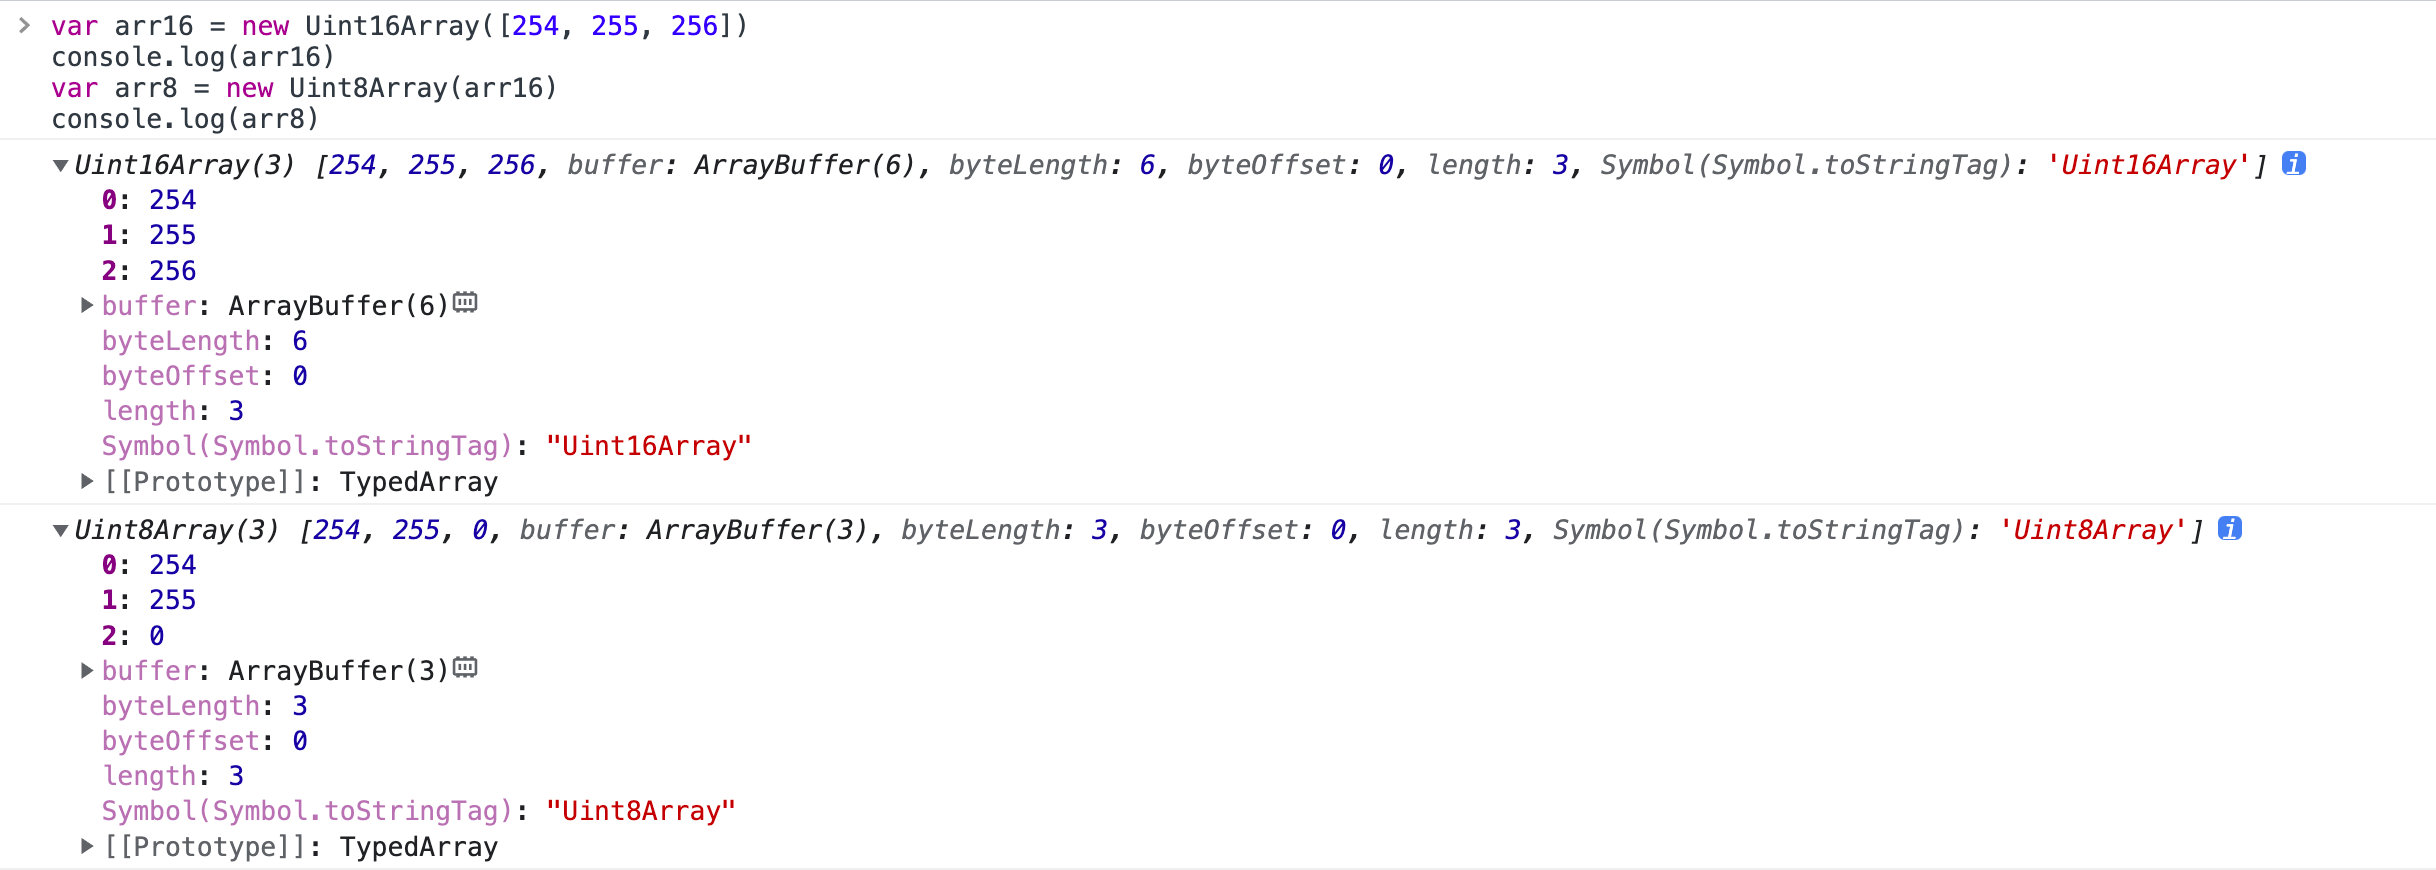 > var arr16 = new Uint16Array([254, 255, 256])
console.log(arr16)
var arr8 = new Uint8Array(arr16)
console.log(arr8)
▼Uint16Array(3) [254, 255, 256, buffer: ArrayBuffer(6), byteLength: 6, byteOffset: 0, length: 3, Symbol(Symbol.toStringTag): 'Uint16Array'] i
0: 254
1: 255
2: 256
▶buffer: ArrayBuffer(6)
byteLength: 6
byteOffset: 0
length: 3
Symbol(Symbol.toStringTag): "Uint16Array"
▶[[Prototype]]: TypedArray
▼Uint8Array(3) [254, 255, 0, buffer: ArrayBuffer(3), byteLength: 3, byteOffset: 0, length: 3, Symbol(Symbol.toStringTag): 'Uint8Array'] i
0: 254
1: 255
2: 0
▶buffer: ArrayBuffer(3)
byteLength: 3
byteOffset: 0
length: 3
Symbol(Symbol.toStringTag): "Uint8Array"
▶[[Prototype]]: TypedArray